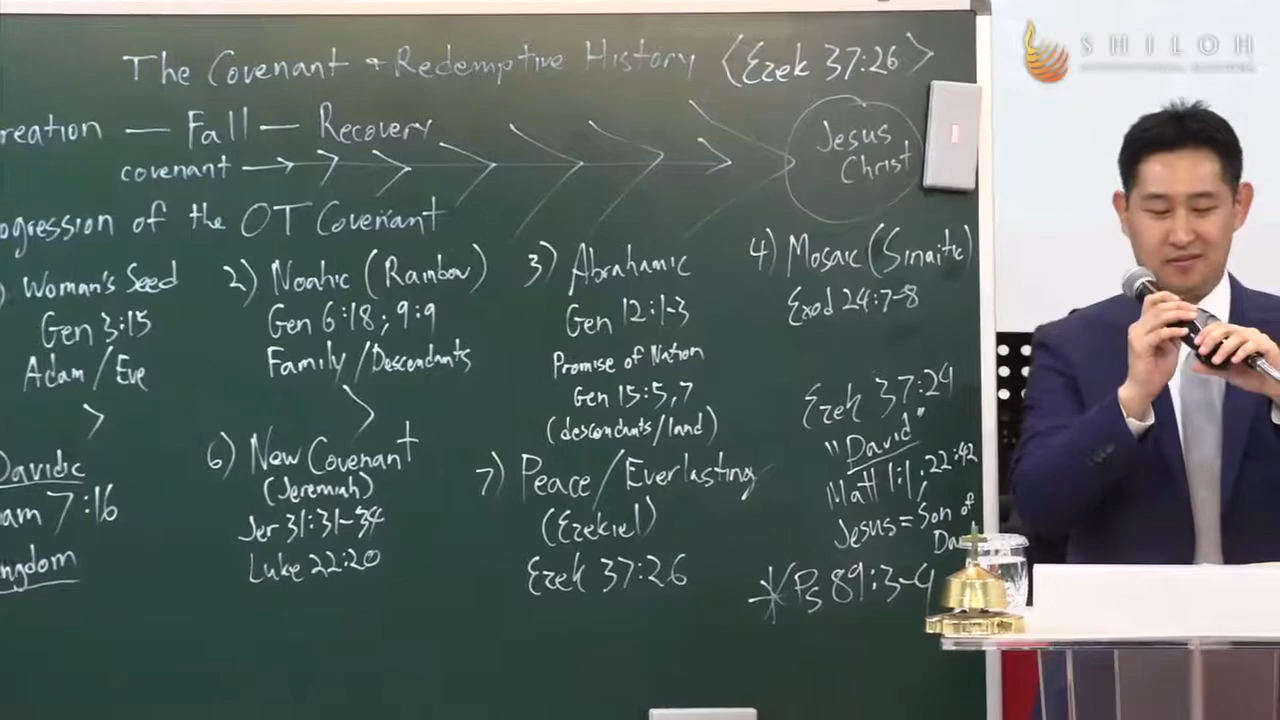 The Covenant + Redemptive History <Ezek 37:26>
reation — Fall — Recovery
covenant
Jesus
Christ
ogression of the OT Covenant
) Woman's Seed
Gen 3:15
Adam/Eve
2) Noahic (Rainbow)
Gen 6:18; 9:9
Family/Descendants
3) Abrahamic
Gen 12:1-3
Promise of Nation
Gen 15:5,7
(descendants/land)
4) Mosaic (Sinaitic)
Exod 24:7-8
Davidic
am 7:16
ngdom
6) New Covenant
(Jeremiah)
Jer 31:31-34
Luke 22:20
7) Peace/Everlasting
(Ezekiel)
Ezek 37:26
Ezek 37:24
"David"
Matt 1:1, 22:42
Jesus = Son of
Da
* Ps 89:3-4
SHILOH